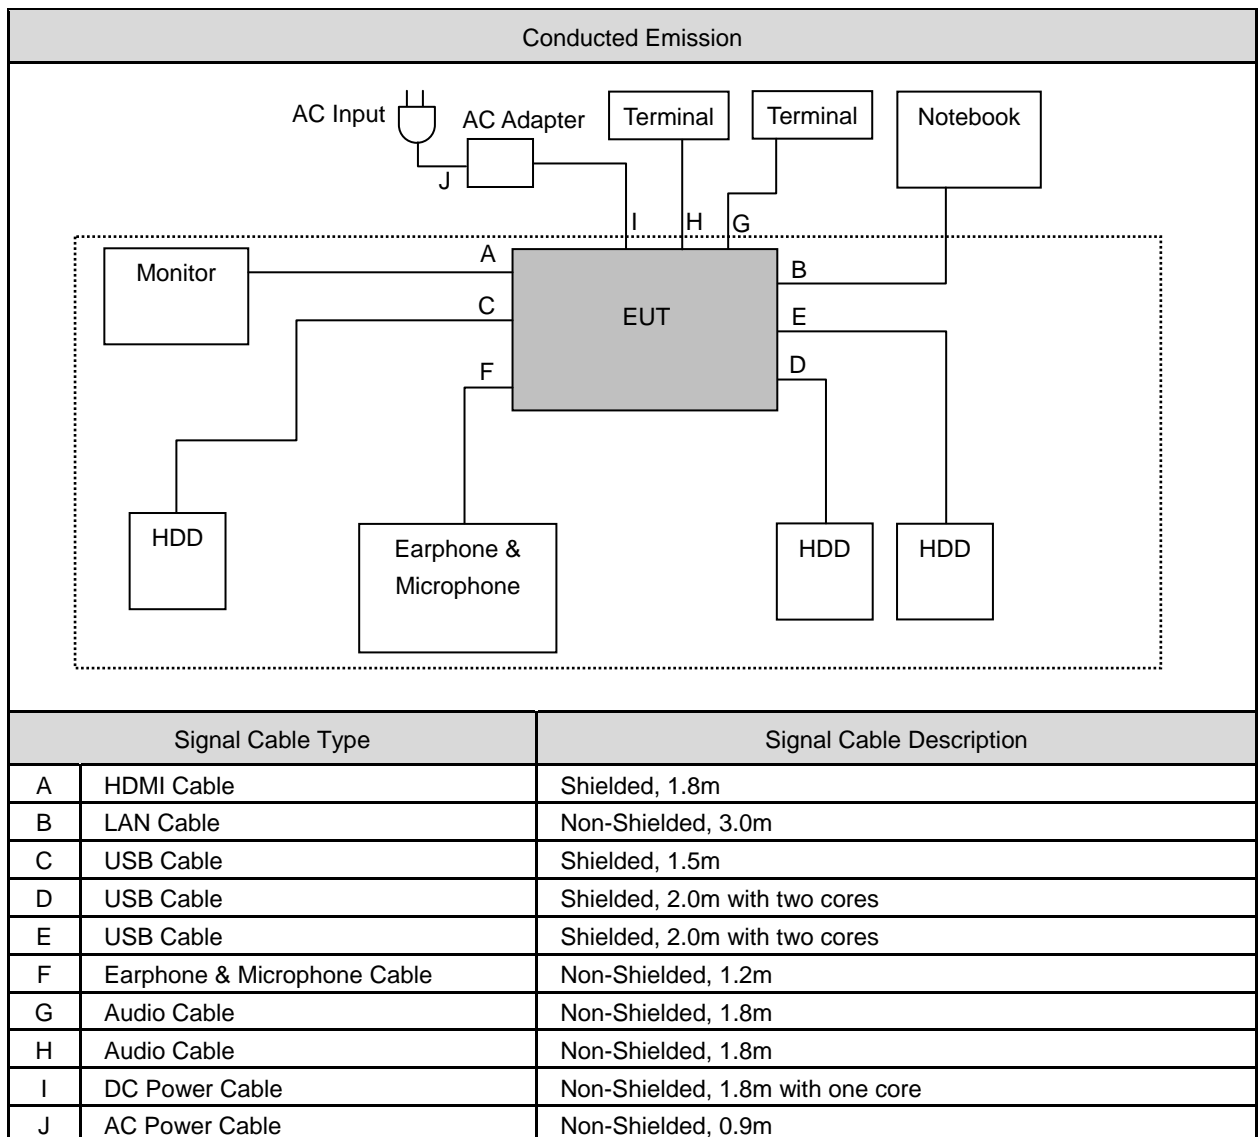 Conducted Emission
AC Input
AC Adapter
Terminal
Terminal
Notebook
J
I
H
G
A
B
Monitor
C
EUT
E
F
D
HDD
Earphone &
Microphone
HDD
HDD
Signal Cable Type Signal Cable Description
A HDMI Cable Shielded, 1.8m
B LAN Cable Non-Shielded, 3.0m
C USB Cable Shielded, 1.5m
D USB Cable Shielded, 2.0m with two cores
E USB Cable Shielded, 2.0m with two cores
F Earphone & Microphone Cable Non-Shielded, 1.2m
G Audio Cable Non-Shielded, 1.8m
H Audio Cable Non-Shielded, 1.8m
I DC Power Cable Non-Shielded, 1.8m with one core
J AC Power Cable Non-Shielded, 0.9m